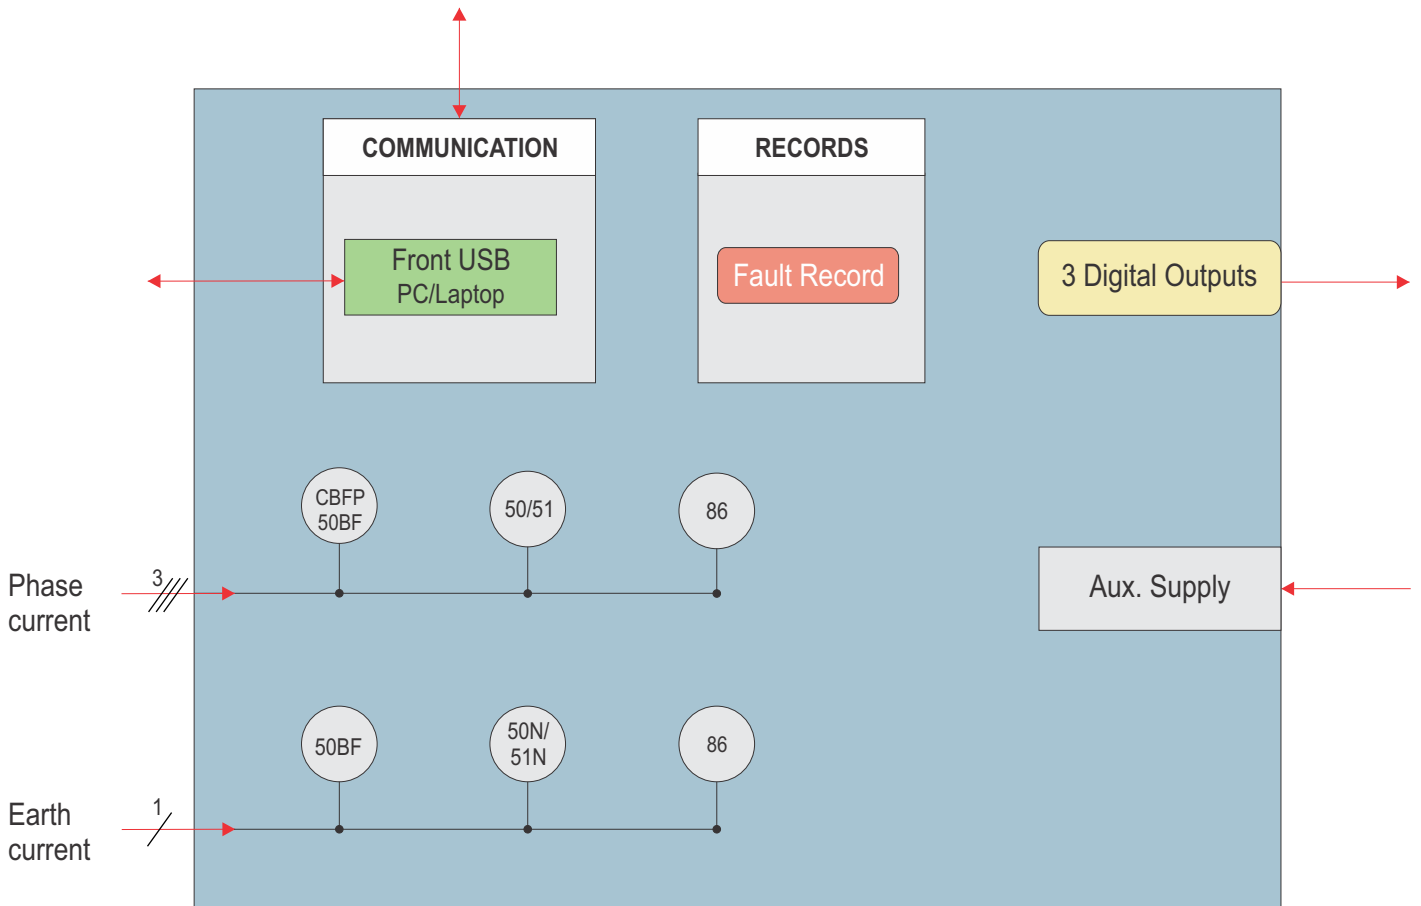 COMMUNICATION
RECORDS
Front USB
PC/Laptop
Fault Record
3 Digital Outputs
CBFP
50BF
50/51
86
Phase
current
3
Aux. Supply
50BF
50N/
51N
86
Earth
current
1